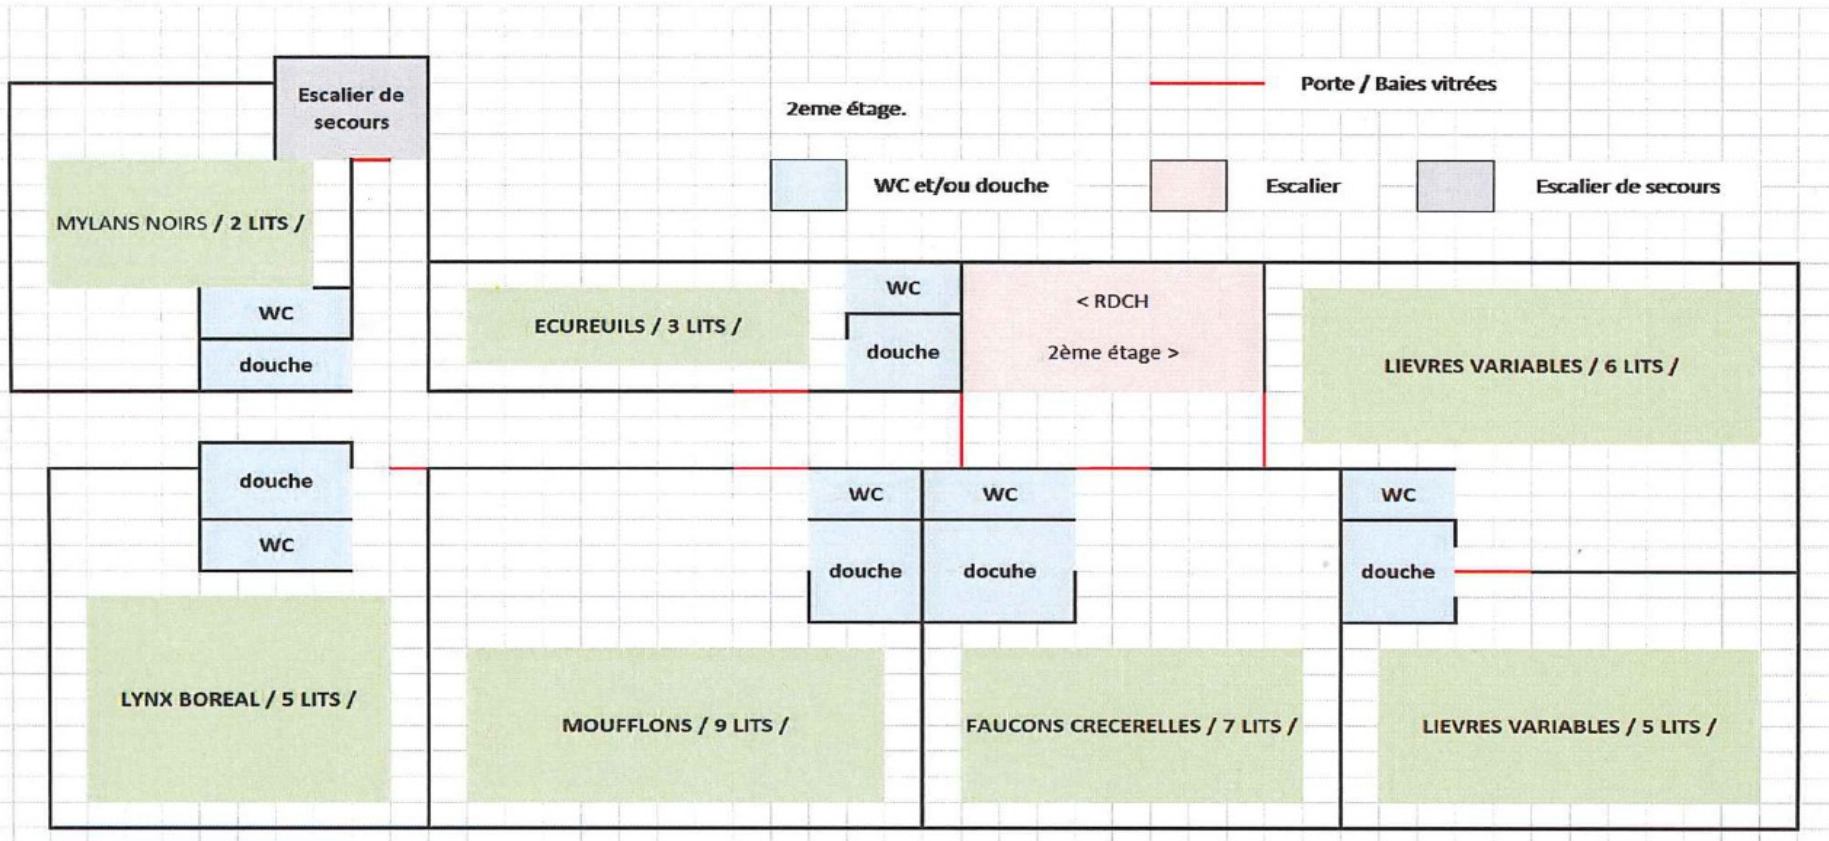 Escalier de
secours
2eme étage.
Porte / Baies vitrées
WC et/ou douche
Escalier
Escalier de secours
MYLANS NOIRS / 2 LITS /
WC
douche
ECUREUILS / 3 LITS /
WC
douche
< RDCH
2ème étage >
LIEVRES VARIABLES / 6 LITS /
douche
WC
WC
douche
WC
docuhe
WC
douche
LYNX BOREAL / 5 LITS /
MOUFFLONS / 9 LITS /
FAUCONS CRECERELLES / 7 LITS /
LIEVRES VARIABLES / 5 LITS /